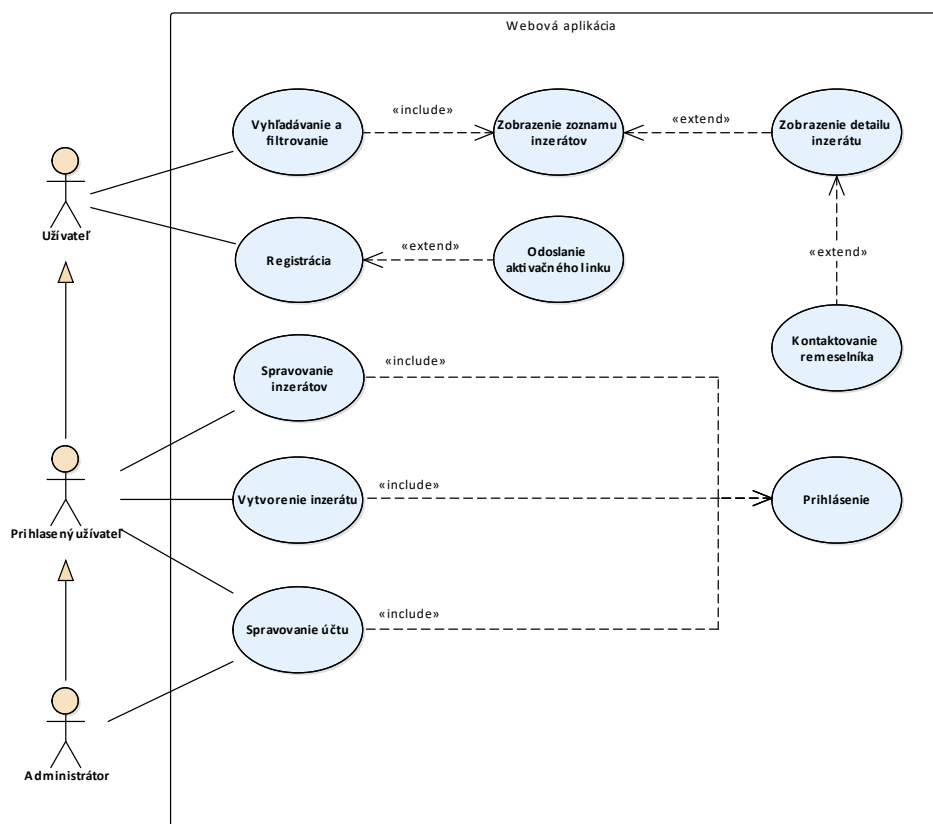 Webová aplikácia
Vyhľadávanie a
filtrovanie
«include»
Zobrazenie zoznamu
inzerátov
«extend»
Zobrazenie detailu
inzerátu
Užívateľ
Registrácia
«extend»
Odoslanie
aktivačného linku
«extend»
Kontaktovanie
remeselníka
Spravovanie
inzerátov
«include»
Prihlasený užívateľ
Vytvorenie inzerátu
«include»
Prihlásenie
Spravovanie účtu
«include»
Administrátor